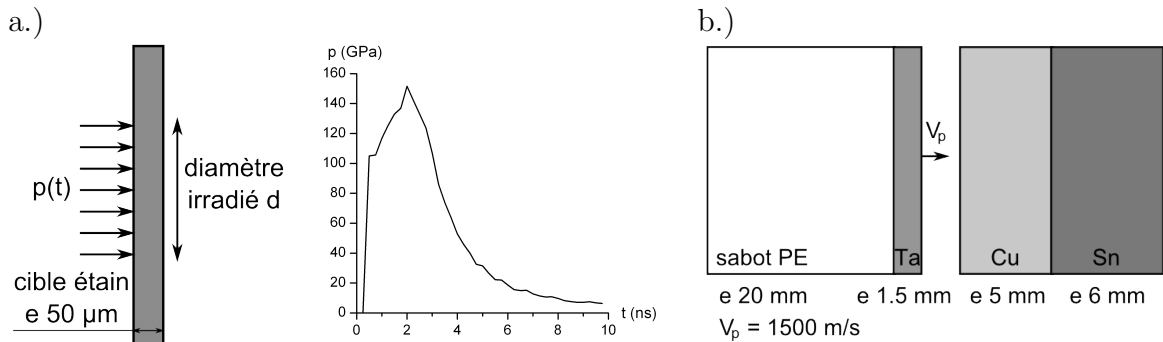 a.)
p(t)
diamètre
irradié d
cible étain
e 50 µm
p (GPa)
160
140
120
100
80
60
40
20
0
0 2 4 6 8 10
t (ns)
b.)
Vp
sabot PE
Ta
Cu
Sn
e 20 mm
e 1.5 mm
e 5 mm
e 6 mm
Vp = 1500 m/s